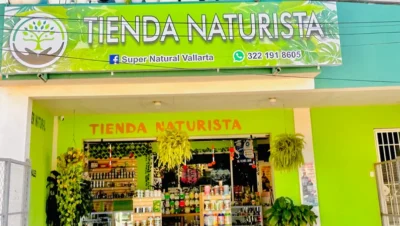 TIENDA NATURISTA
Super Natural Vallarta
322 191 8605
TIENDA NATURISTA